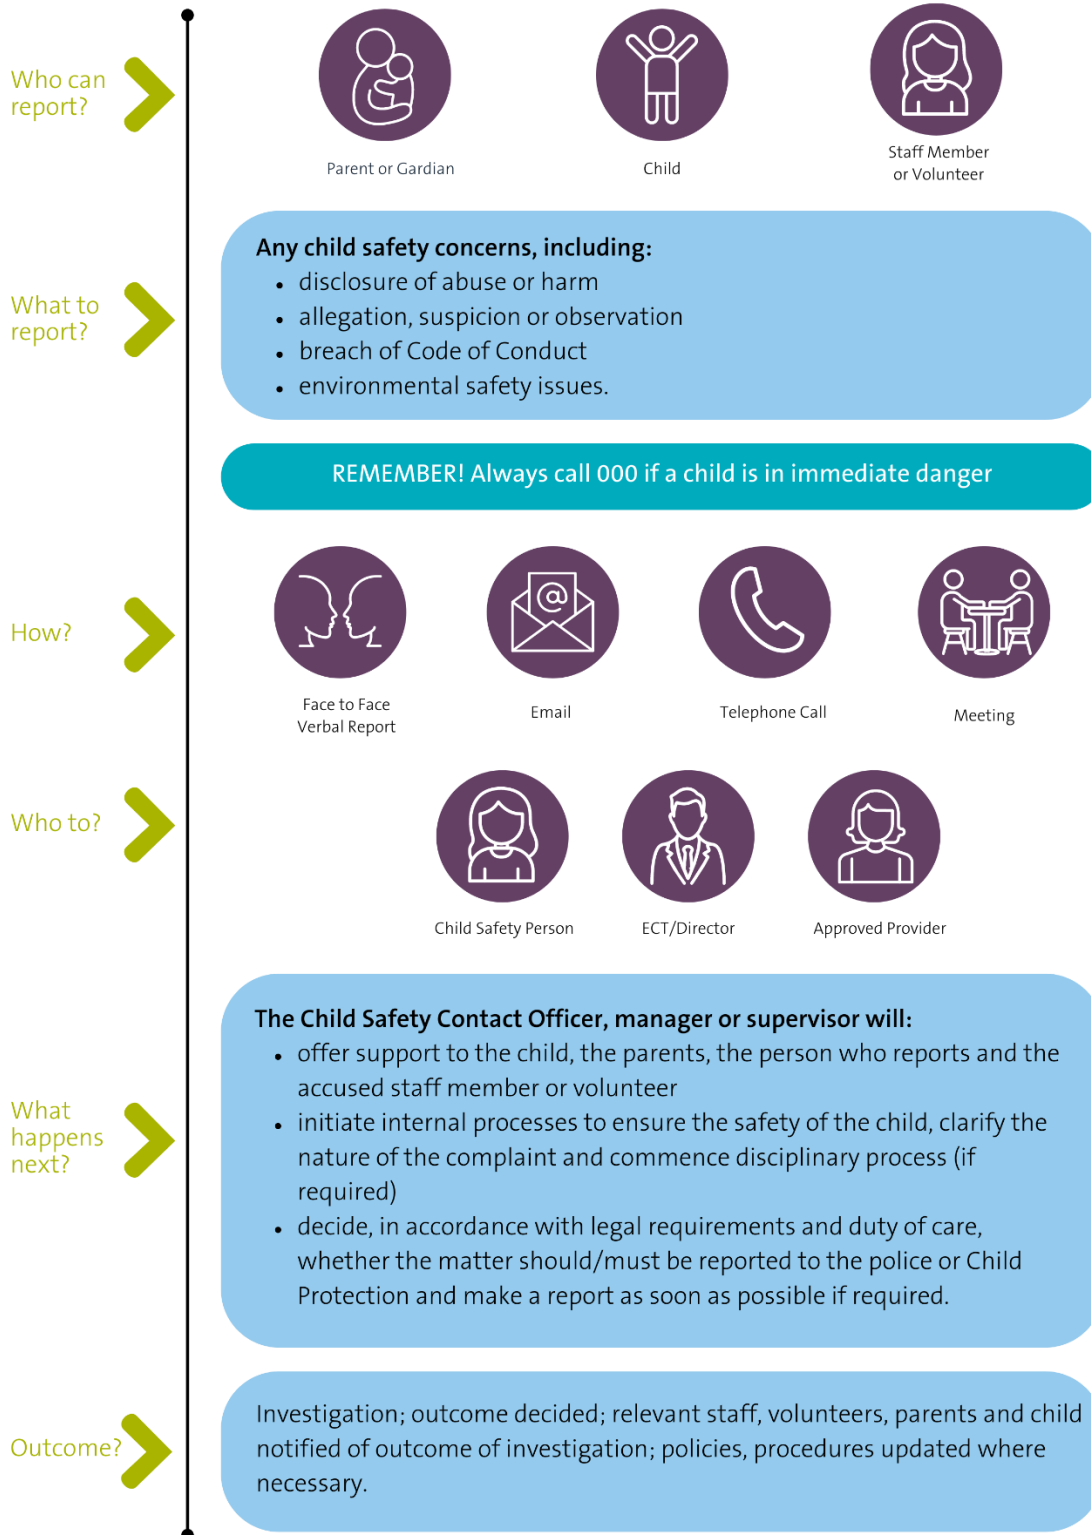 Who can
report?
Parent or Gardian
Child
Staff Member
or Volunteer
What to
report?
Any child safety concerns, including:
• disclosure of abuse or harm
• allegation, suspicion or observation
• breach of Code of Conduct
• environmental safety issues.
REMEMBER! Always call 000 if a child is in immediate danger
How?
@
Face to Face
Verbal Report
Email
Telephone Call
Meeting
Who to?
Child Safety Person
ECT/Director
Approved Provider
What
happens
next?
The Child Safety Contact Officer, manager or supervisor will:
• offer support to the child, the parents, the person who reports and the
accused staff member or volunteer
• initiate internal processes to ensure the safety of the child, clarify the
nature of the complaint and commence disciplinary process (if
required)
• decide, in accordance with legal requirements and duty of care,
whether the matter should/must be reported to the police or Child
Protection and make a report as soon as possible if required.
Outcome?
Investigation; outcome decided; relevant staff, volunteers, parents and child
notified of outcome of investigation; policies, procedures updated where
necessary.